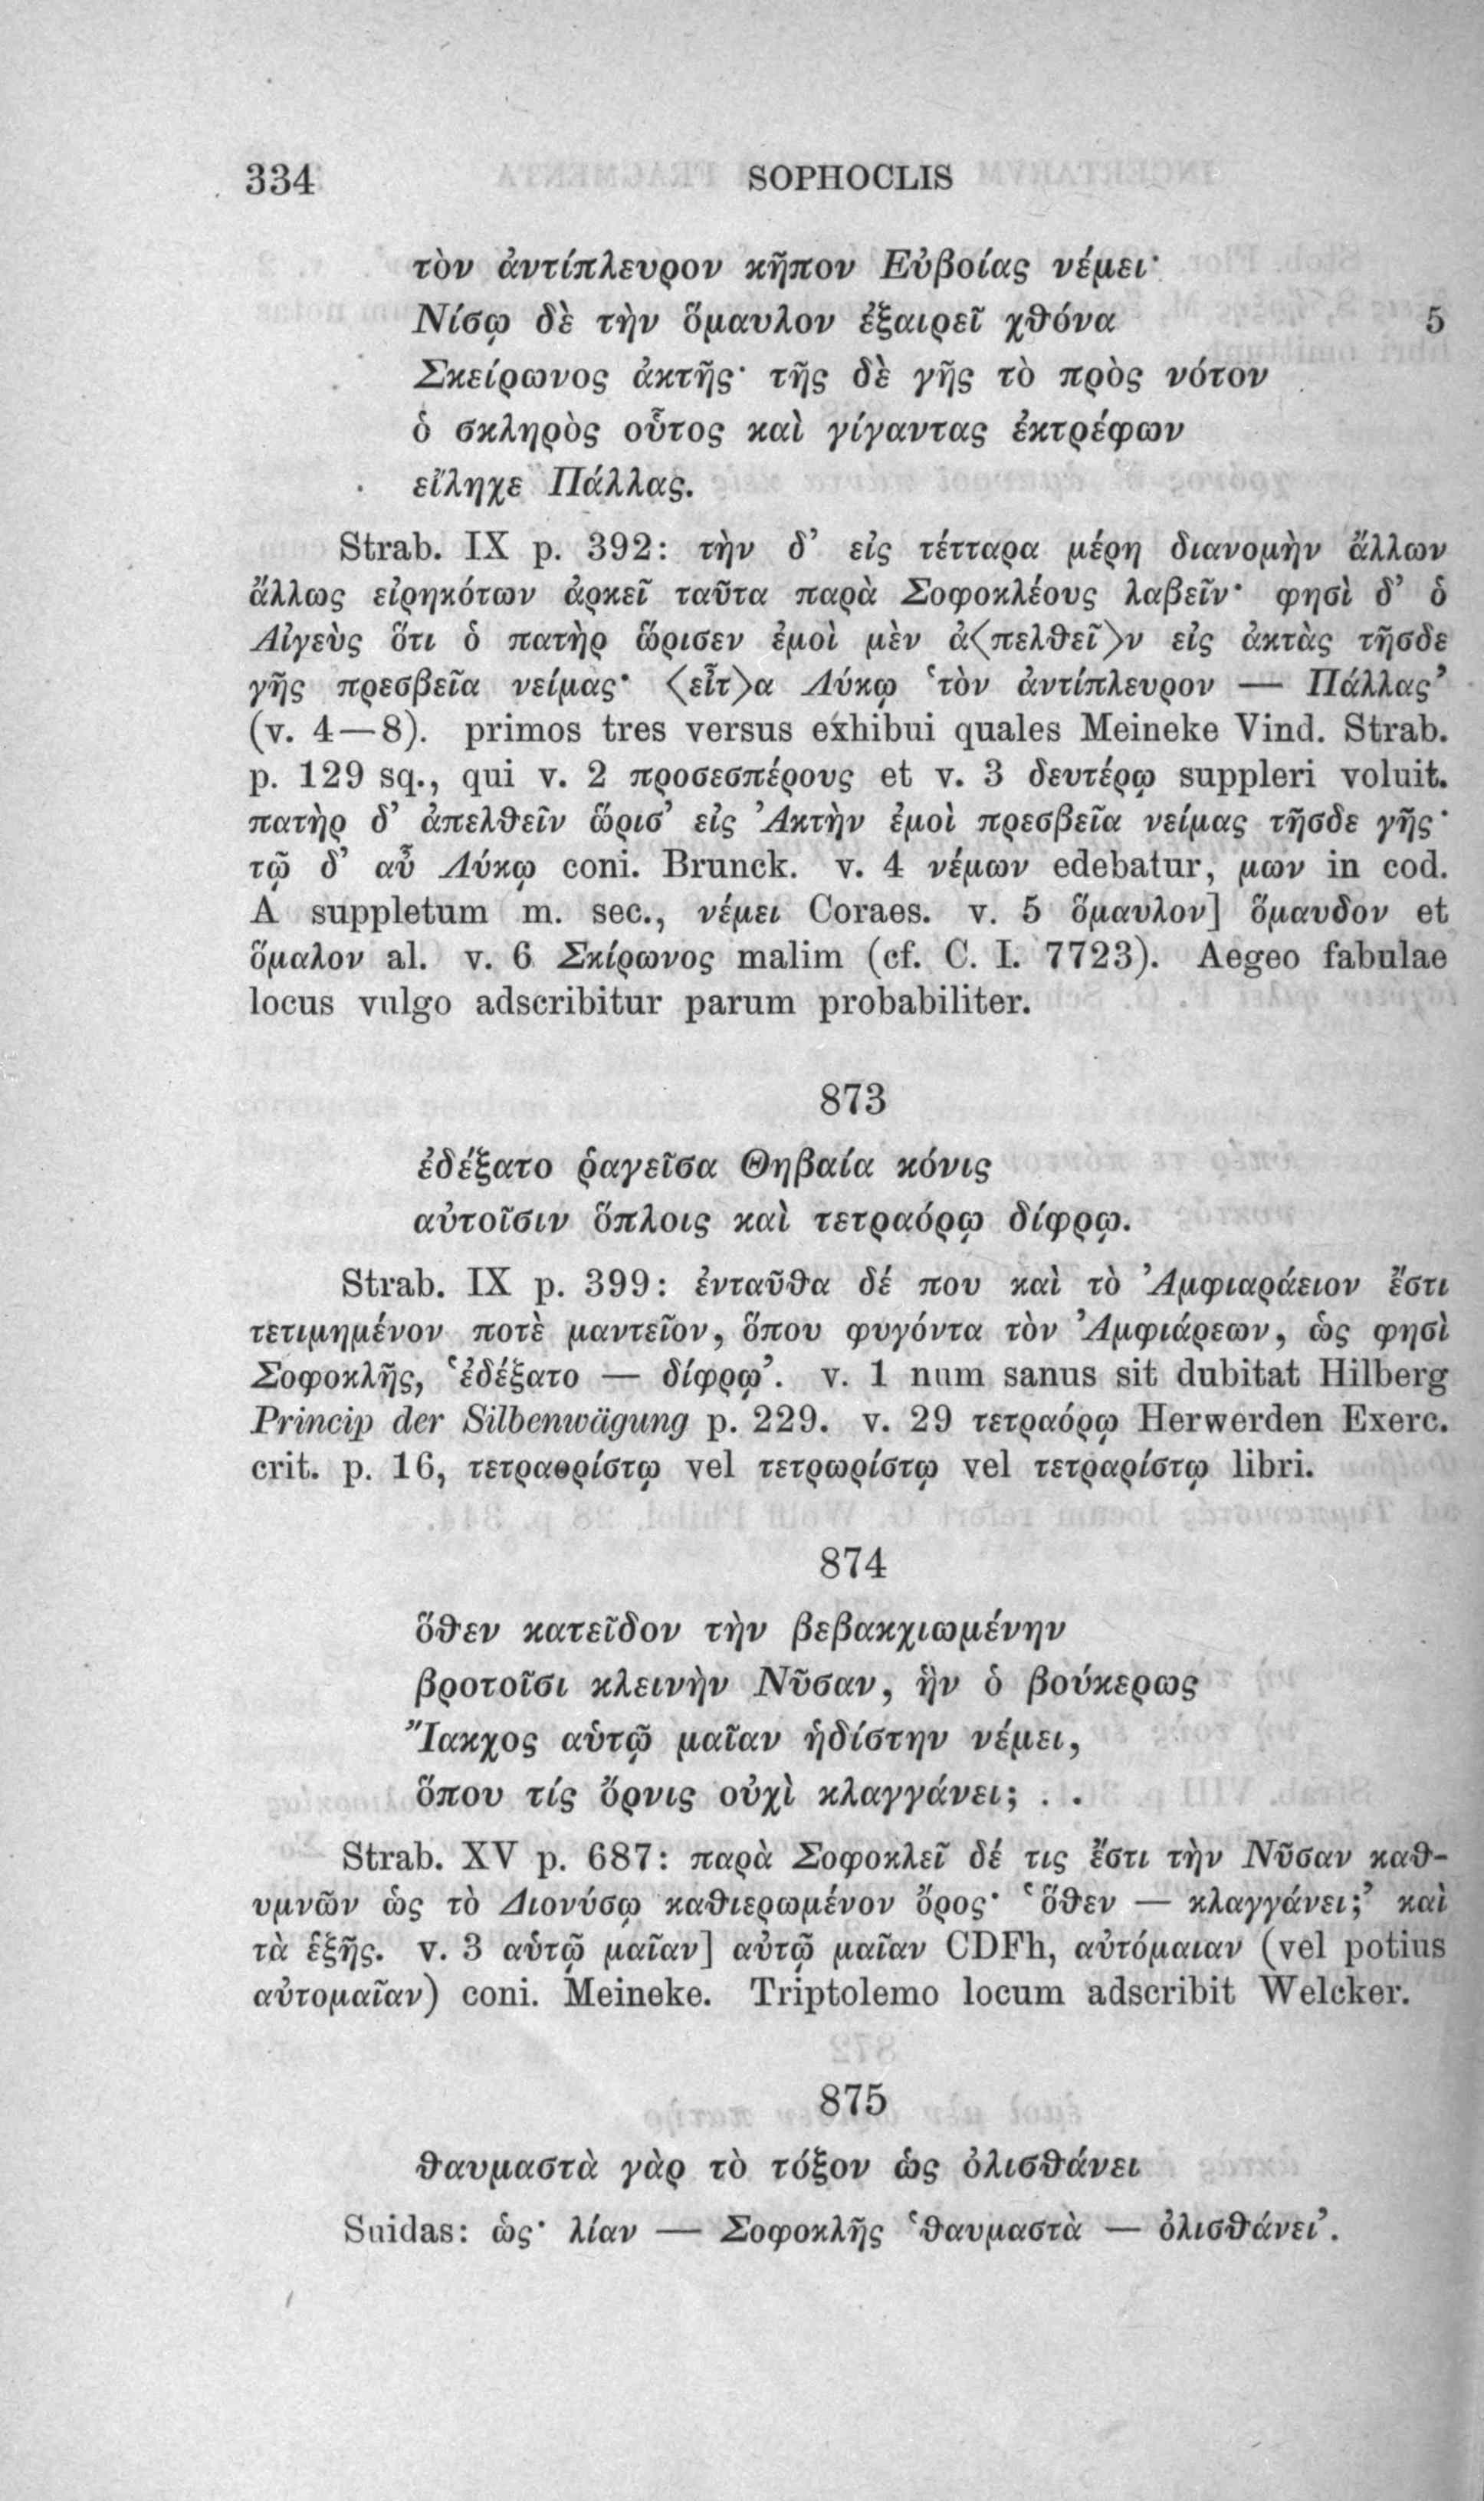 334 SOPHOCLIS
τὸν ἀντίπλευρον κῆπον Εὐβοίας νέμει·
Νίσῳ δὲ τὴν ὅμαυλον ἐξαιρεῖ χθόνα 5
Σκείρωνος ἀκτῆς· τῆς δὲ γῆς τὸ πρὸς νότον
ὁ σκληρὸς οὗτος καὶ γίγαντας ἐκτρέφων
εἴληχε Πάλλας.
Strab. IX p. 392: τὴν δ’ εἰς τέτταρα μέρη διανομὴν ἄλλων
ἄλλως εἰρηκότων ἀρκεῖ ταῦτα παρὰ Σοφοκλέους λαβεῖν· φησὶ δ’ ὁ
Αἰγεὺς ὅτι ὁ πατὴρ ὥρισεν ἐμοὶ μὲν ἀ⟨πελθεῖ⟩ν εἰς ἀκτὰς τῆσδε
γῆς πρεσβεῖα νείμας· ⟨εἶτ⟩α Λύκῳ ‘τὸν ἀντίπλευρον — Πάλλας’
(v. 4—8). primos tres versus exhibui quales Meineke Vind. Strab.
p. 129 sq., qui v. 2 προσεσπέρους et v. 3 δευτέρῳ suppleri voluit.
πατὴρ δ’ ἀπελθεῖν ὥρισ’ εἰς Ἀκτὴν ἐμοὶ πρεσβεῖα νείμας τῆσδε γῆς·
τῷ δ’ αὖ Λύκῳ coni. Brunck. v. 4 νέμων edebatur, μων in cod.
A suppletum m. sec., νέμει Coraes. v. 5 ὅμαυλον] ὅμαυδον et
ὅμαλον al. v. 6 Σκίρωνος malim (cf. C. I. 7723). Aegeo fabulae
locus vulgo adscribitur parum probabiliter.
873
ἐδέξατο ῥαγεῖσα Θηβαία κόνις
αὐτοῖσιν ὅπλοις καὶ τετραόρῳ δίφρῳ.
Strab. IX p. 399: ἐνταῦθα δέ που καὶ τὸ Ἀμφιαράειον ἔστι
τετιμημένον ποτὲ μαντεῖον, ὅπου φυγόντα τὸν Ἀμφιάρεων, ὡς φησὶ
Σοφοκλῆς, ‘ἐδέξατο — δίφρῳ’. v. 1 num sanus sit dubitat Hilberg
Princip der Silbenwägung p. 229. v. 29 τετραόρῳ Herwerden Exerc.
crit. p. 16, τετραορίστῳ vel τετρωρίστῳ vel τετραρίστῳ libri.
874
ὅθεν κατεῖδον τὴν βεβακχιωμένην
βροτοῖσι κλεινὴν Νῦσαν, ἣν ὁ βούκερως
Ἴακχος αὑτῷ μαῖαν ἡδίστην νέμει,
ὅπου τίς ὄρνις οὐχὶ κλαγγάνει; . .
Strab. XV p. 687: παρὰ Σοφοκλεῖ δέ τις ἔστι τὴν Νῦσαν καθ-
υμνῶν ὡς τὸ Διονύσῳ καθιερωμένον ὄρος· ‘ὅθεν — κλαγγάνει;’ καὶ
τὰ ἑξῆς. v. 3 αὑτῷ μαῖαν] αὐτῷ μαῖαν CDFh, αὐτόμαιαν (vel potius
αὐτομαῖαν) coni. Meineke. Triptolemo locum adscribit Welcker.
875
θαυμαστὰ γὰρ τὸ τόξον ὡς ὀλισθάνει
Suidas: ὡς· λίαν — Σοφοκλῆς ‘θαυμαστὰ — ὀλισθάνει’.